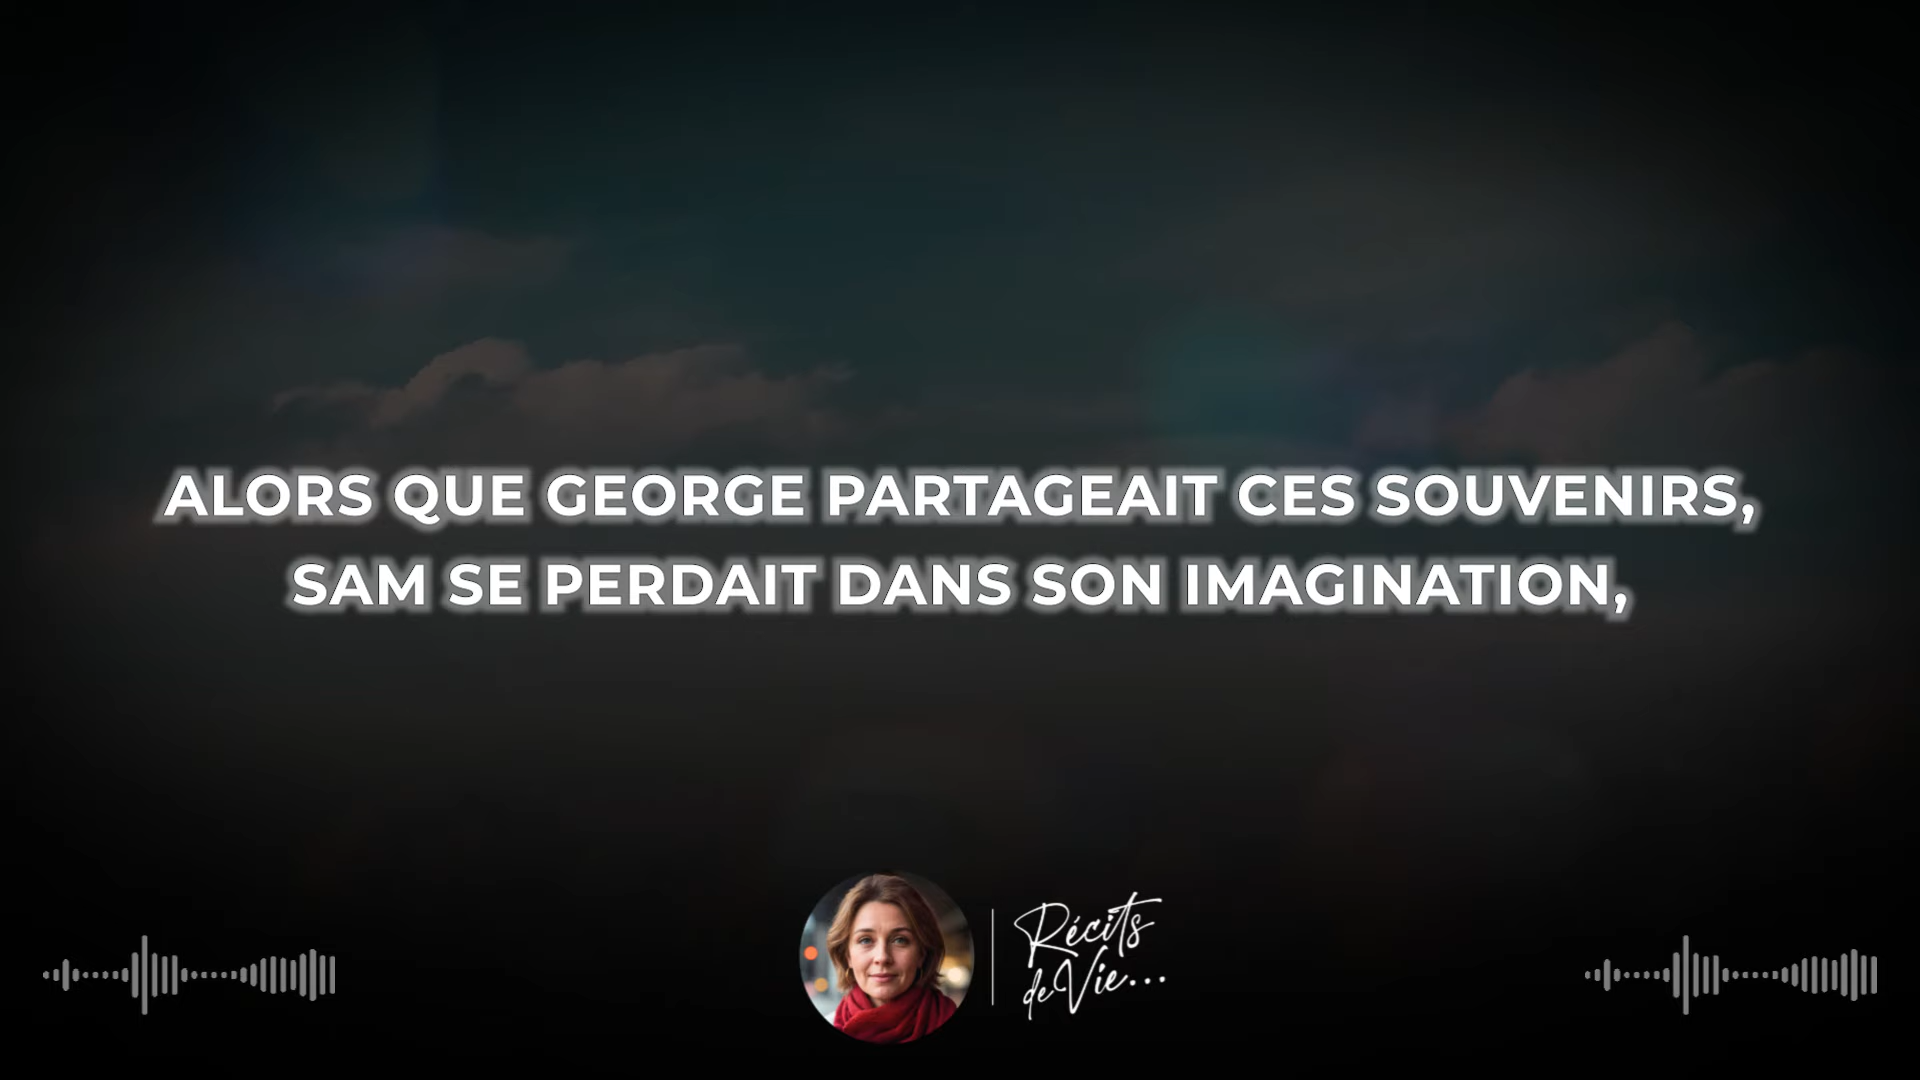 ALORS QUE GEORGE PARTAGEAIT CES SOUVENIRS,
SAM SE PERDAIT DANS SON IMAGINATION,
Récits
de Vie...